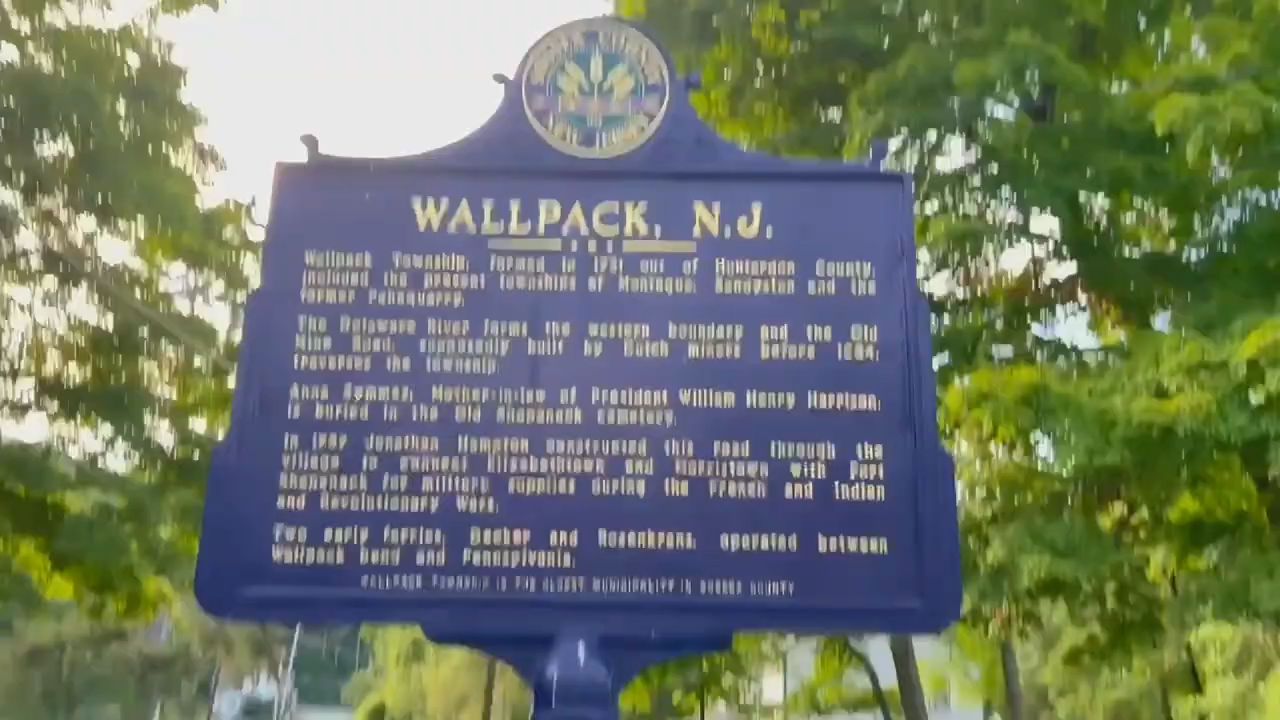 WALLPACK, N.J.
Wallpack Township, formed in 1731 out of Hunterdon County,
included the present townships of Montague, Sandyston and the
former Pahaquarry.
The Delaware River forms the western boundary and the Old
Mine Road, built by Dutch miners before 1664,
traverses the township.
Anna Symmes, Mother-in-law of President William Henry Harrison,
is buried in the Old Shapanack Cemetery.
In Jonathan Hampton constructed this road through the
Village to connect Elizabethtown and Morristown with Fort
for military supplies during the French and Indian
and Revolutionary Wars.
Two early ferries, Decker and Rosenkrans, operated between
Wallpack Bend and Pennsylvania.
WALLPACK TOWNSHIP IS THE OLDEST MUNICIPALITY IN SUSSEX COUNTY